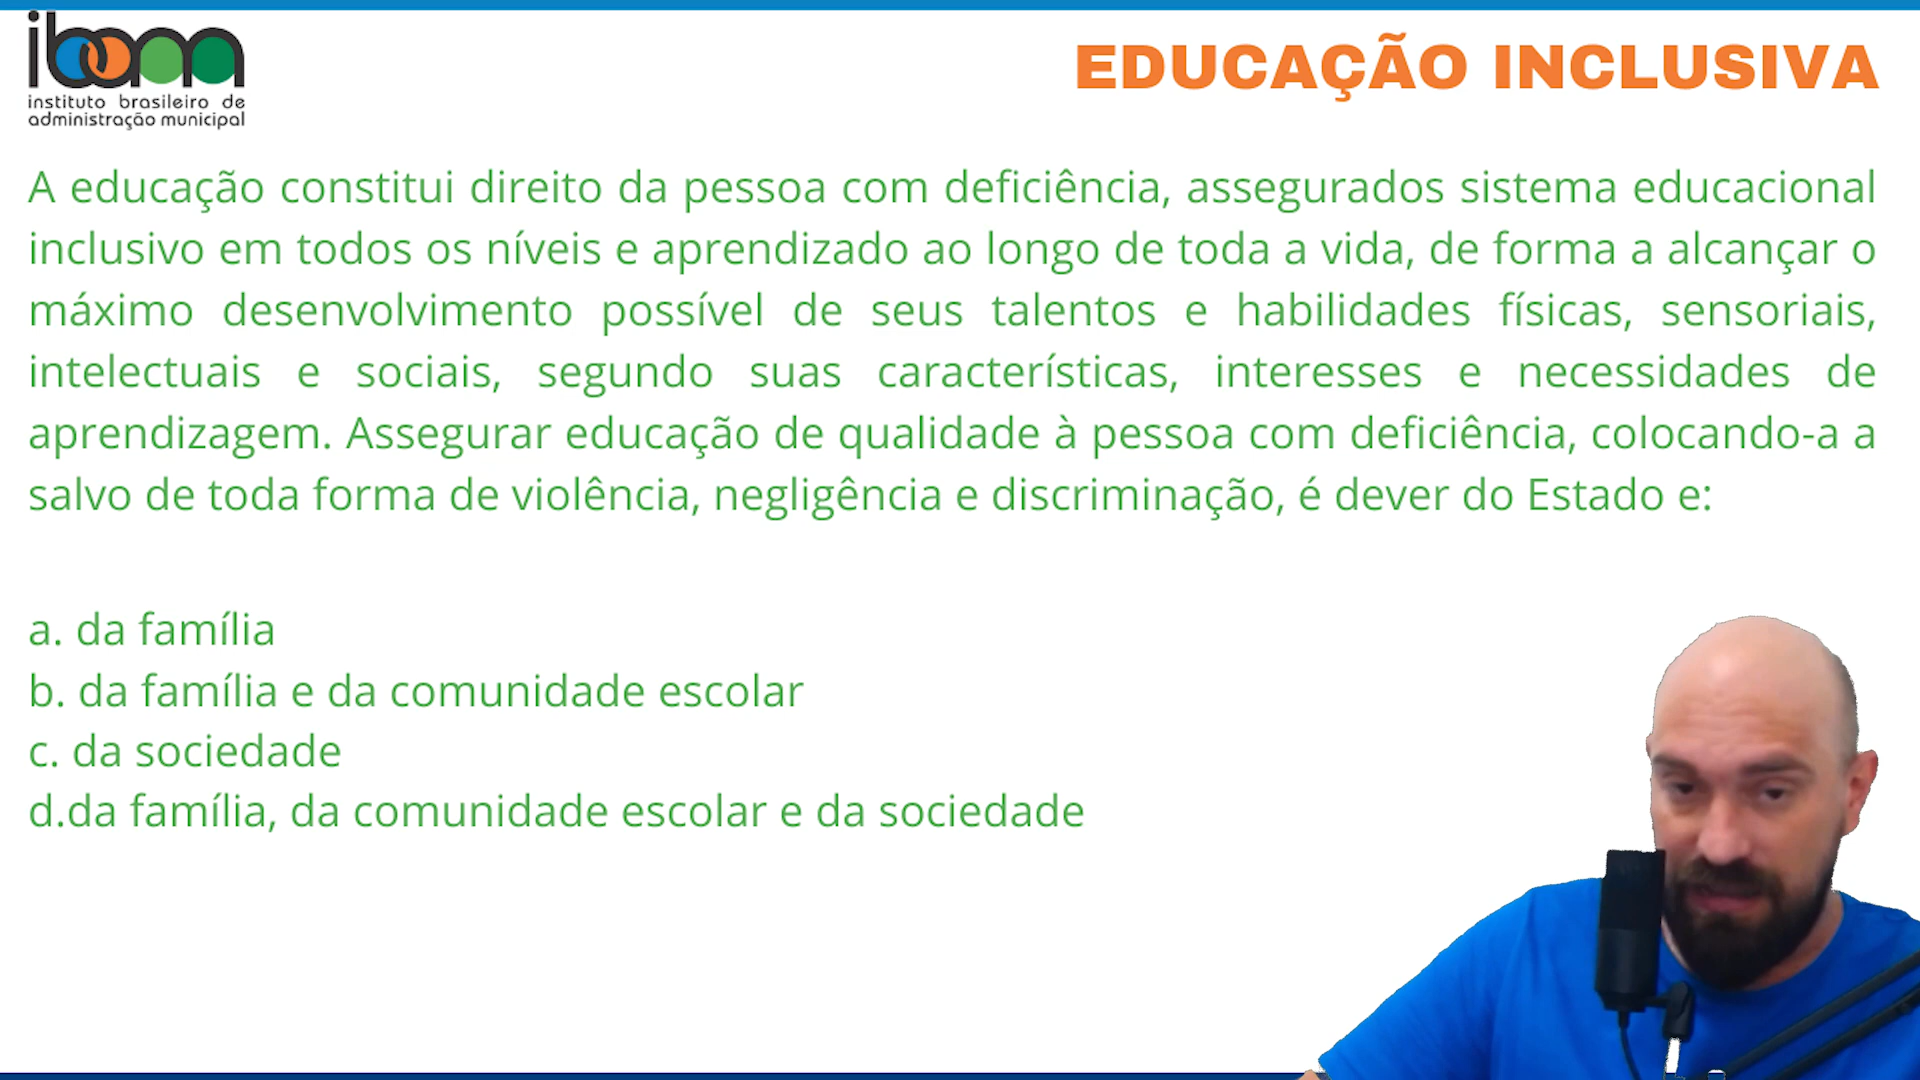 ibam
instituto brasileiro de
administração municipal
EDUCAÇÃO INCLUSIVA
A educação constitui direito da pessoa com deficiência, assegurados sistema educacional
inclusivo em todos os níveis e aprendizado ao longo de toda a vida, de forma a alcançar o
máximo desenvolvimento possível de seus talentos e habilidades físicas, sensoriais,
intelectuais e sociais, segundo suas características, interesses e necessidades de
aprendizagem. Assegurar educação de qualidade à pessoa com deficiência, colocando-a a
salvo de toda forma de violência, negligência e discriminação, é dever do Estado e:
a. da família
b. da família e da comunidade escolar
c. da sociedade
d.da família, da comunidade escolar e da sociedade